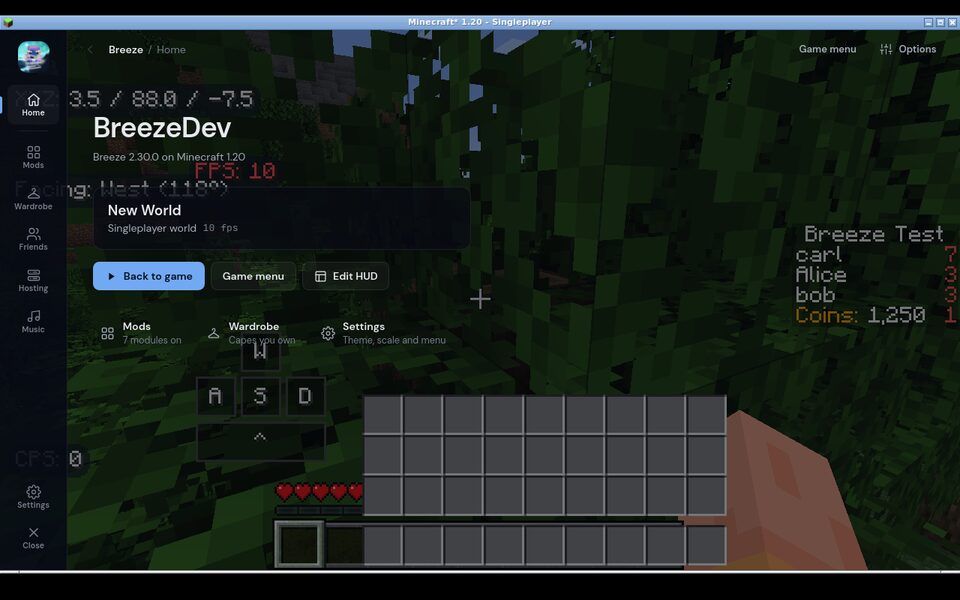 Minecraft* 1.20 - Singleplayer
Breeze / Home
Game menu
Options
Home
3.5 / 88.0 / -7.5
BreezeDev
Breeze 2.30.0 on Minecraft 1.20
FPS: 10
Mods
Facing: West (118°)
Wardrobe
New World
Singleplayer world 10 fps
Friends
Breeze Test
carl 7
Alice 3
bob 3
Coins: 1,250 1
Hosting
Back to game
Game menu
Edit HUD
Music
Mods
7 modules on
Wardrobe
Capes you own
Settings
Theme, scale and menu
W
A S D
^
CPS: 0
Settings
Close